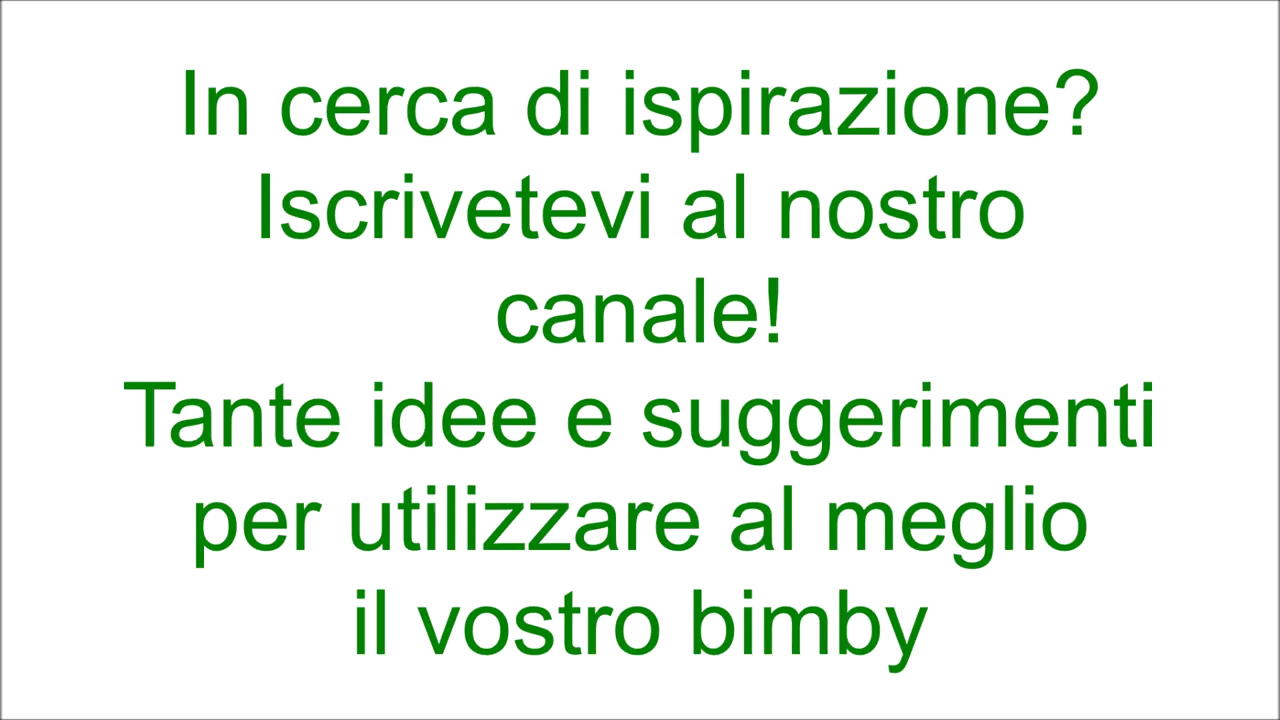 In cerca di ispirazione?
Iscrivetevi al nostro
canale!
Tante idee e suggerimenti
per utilizzare al meglio
il vostro bimby